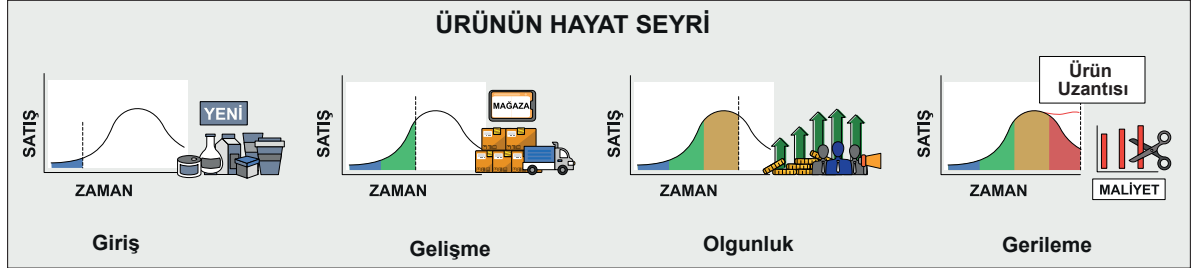 ÜRÜNÜN HAYAT SEYRİ
SATIŞ
YENİ
ZAMAN
Giriş
SATIŞ
MAĞAZA
ZAMAN
Gelişme
SATIŞ
ZAMAN
Olgunluk
SATIŞ
Ürün
Uzantısı
ZAMAN
MALİYET
Gerileme